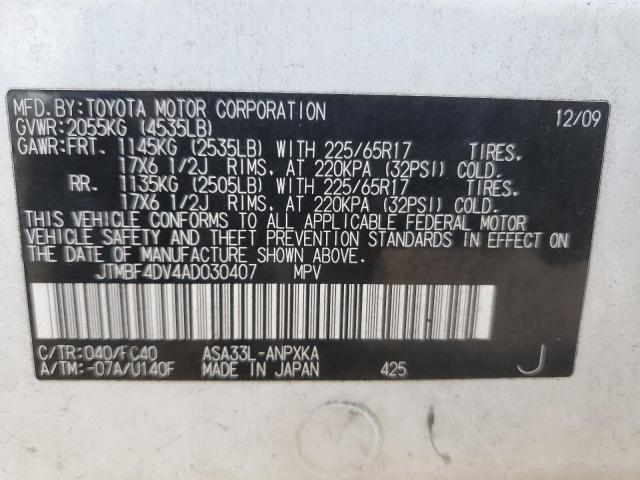 MFD.BY:TOYOTA MOTOR CORPORATION 12/09
GVWR:2055KG (4535LB)
GAWR:FRT. 1145KG (2535LB) WITH 225/65R17 TIRES.
17X6 1/2J RIMS, AT 220KPA (32PSI) COLD.
RR. 1135KG (2505LB) WITH 225/65R17 TIRES.
17X6 1/2J RIMS, AT 220KPA (32PSI) COLD.
THIS VEHICLE CONFORMS TO ALL APPLICABLE FEDERAL MOTOR
VEHICLE SAFETY AND THEFT PREVENTION STANDARDS IN EFFECT ON
THE DATE OF MANUFACTURE SHOWN ABOVE.
JTMBF4DV4AD030407 MPV
C/TR:040/FC40 ASA33L-ANPXKA
A/TM:-07A/U140F MADE IN JAPAN 425 J